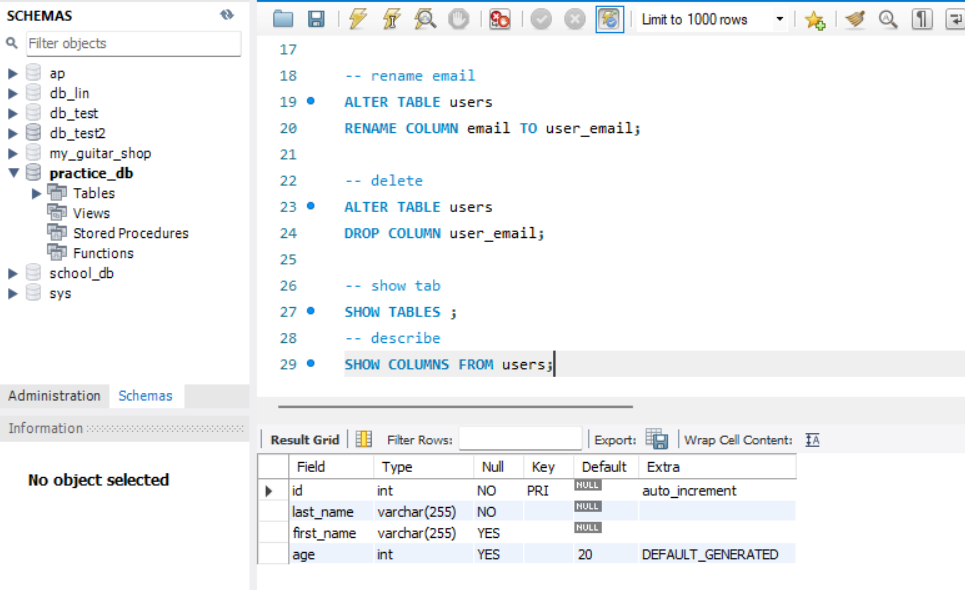 SCHEMAS
Filter objects
ap
db_lin
db_test
db_test2
my_guitar_shop
practice_db
Tables
Views
Stored Procedures
Functions
school_db
sys
Administration Schemas
Information
No object selected
Limit to 1000 rows
17
18 -- rename email
19 ALTER TABLE users
20 RENAME COLUMN email TO user_email;
21
22 -- delete
23 ALTER TABLE users
24 DROP COLUMN user_email;
25
26 -- show tab
27 SHOW TABLES ;
28 -- describe
29 SHOW COLUMNS FROM users;
Result Grid Filter Rows: Export: Wrap Cell Content: IA
Field Type Null Key Default Extra
id int NO PRI NULL auto_increment
last_name varchar(255) NO NULL
first_name varchar(255) YES NULL
age int YES 20 DEFAULT_GENERATED